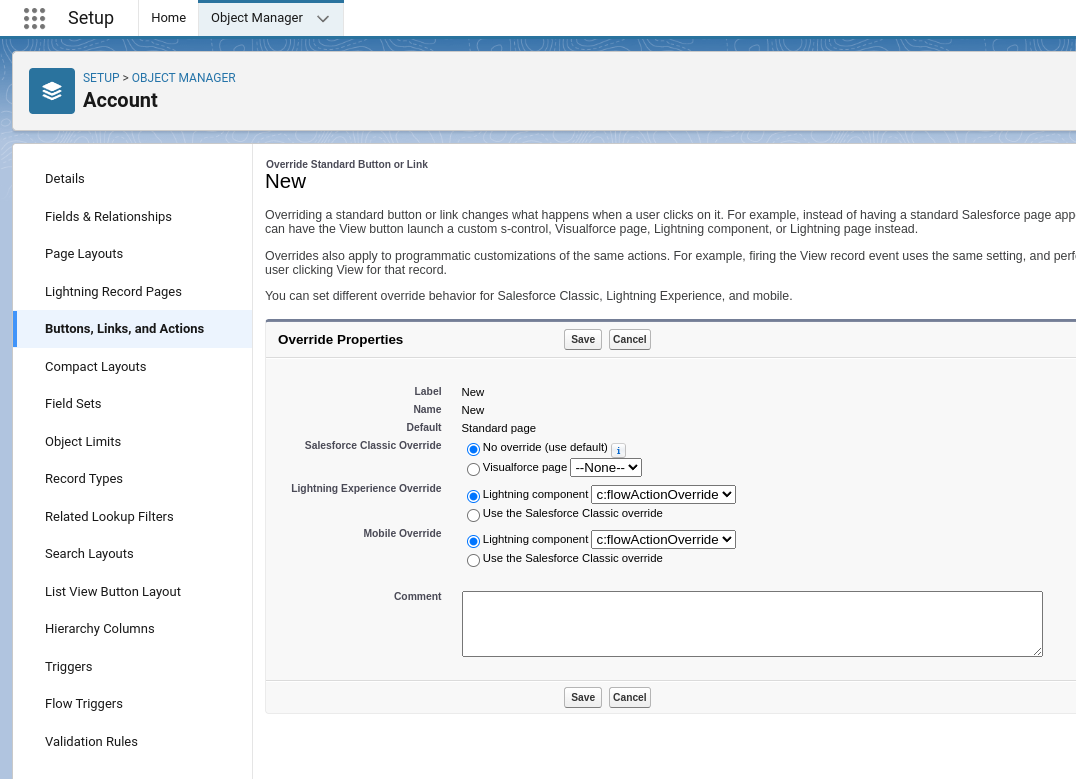 Setup
Home
Object Manager
SETUP > OBJECT MANAGER
Account
Details
Fields & Relationships
Page Layouts
Lightning Record Pages
Buttons, Links, and Actions
Compact Layouts
Field Sets
Object Limits
Record Types
Related Lookup Filters
Search Layouts
List View Button Layout
Hierarchy Columns
Triggers
Flow Triggers
Validation Rules
Override Standard Button or Link
New
Overriding a standard button or link changes what happens when a user clicks on it. For example, instead of having a standard Salesforce page app
can have the View button launch a custom s-control, Visualforce page, Lightning component, or Lightning page instead.
Overrides also apply to programmatic customizations of the same actions. For example, firing the View record event uses the same setting, and perf
user clicking View for that record.
You can set different override behavior for Salesforce Classic, Lightning Experience, and mobile.
Override Properties Save Cancel
Label New
Name New
Default Standard page
Salesforce Classic Override No override (use default) i
Visualforce page --None--
Lightning Experience Override Lightning component c:flowActionOverride
Use the Salesforce Classic override
Mobile Override Lightning component c:flowActionOverride
Use the Salesforce Classic override
Comment
Save Cancel